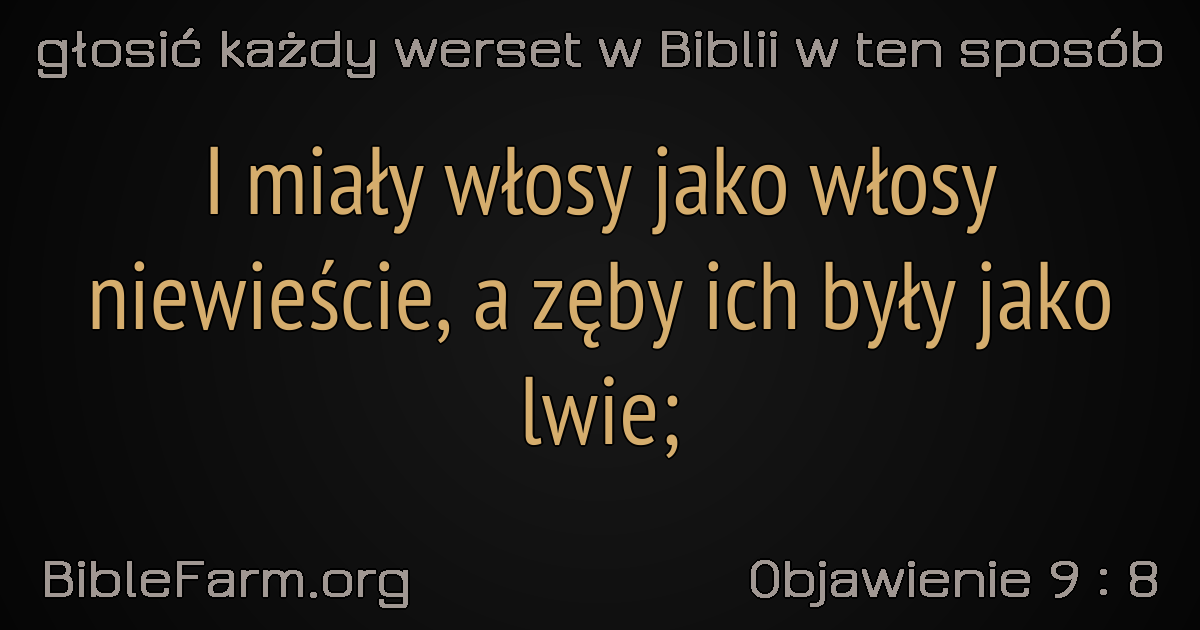 głosić każdy werset w Biblii w ten sposób
I miały włosy jako włosy
niewieście, a zęby ich były jako
lwie;
BibleFarm.org
Objawienie 9 : 8